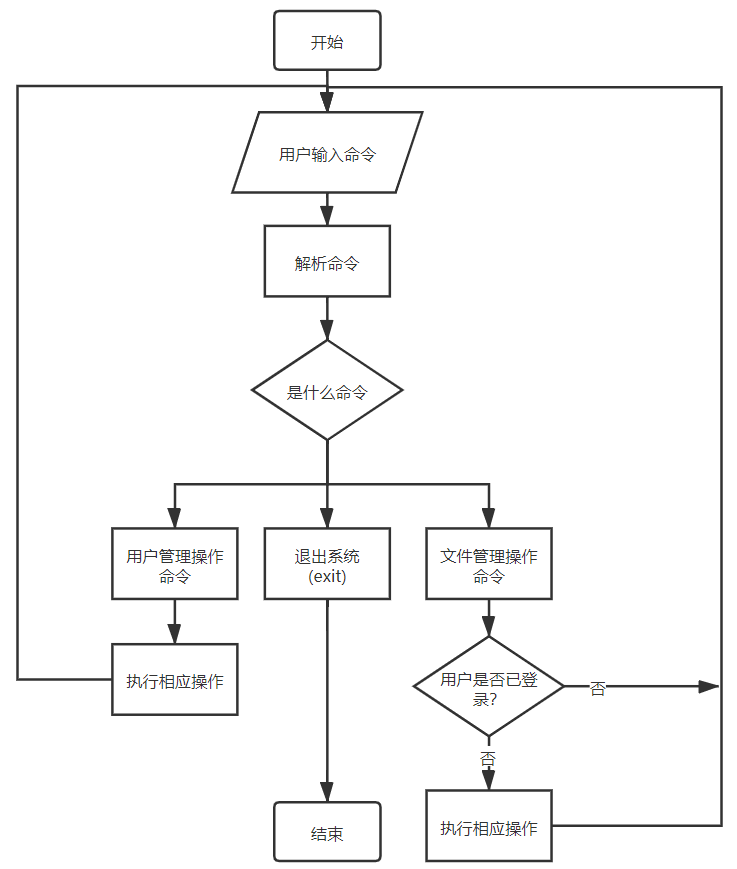 开始
用户输入命令
解析命令
是什么命令
用户管理操作
命令
退出系统
(exit)
文件管理操作
命令
执行相应操作
用户是否已登
录?
否
否
执行相应操作
结束